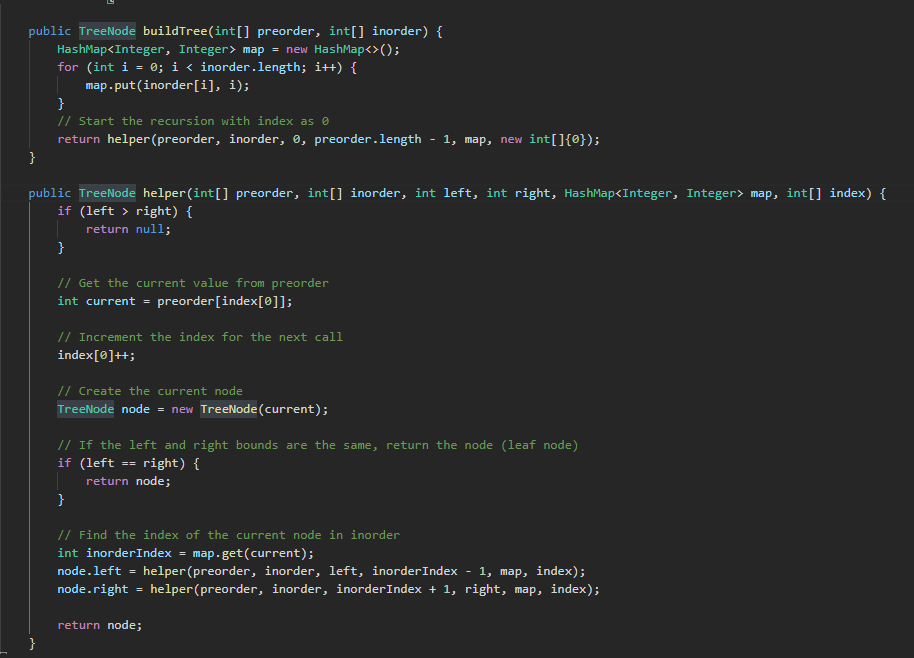 public TreeNode buildTree(int[] preorder, int[] inorder) {
HashMap<Integer, Integer> map = new HashMap<>();
for (int i = 0; i < inorder.length; i++) {
map.put(inorder[i], i);
}
// Start the recursion with index as 0
return helper(preorder, inorder, 0, preorder.length - 1, map, new int[]{0});
}
public TreeNode helper(int[] preorder, int[] inorder, int left, int right, HashMap<Integer, Integer> map, int[] index) {
if (left > right) {
return null;
}
// Get the current value from preorder
int current = preorder[index[0]];
// Increment the index for the next call
index[0]++;
// Create the current node
TreeNode node = new TreeNode(current);
// If the left and right bounds are the same, return the node (leaf node)
if (left == right) {
return node;
}
// Find the index of the current node in inorder
int inorderIndex = map.get(current);
node.left = helper(preorder, inorder, left, inorderIndex - 1, map, index);
node.right = helper(preorder, inorder, inorderIndex + 1, right, map, index);
return node;
}